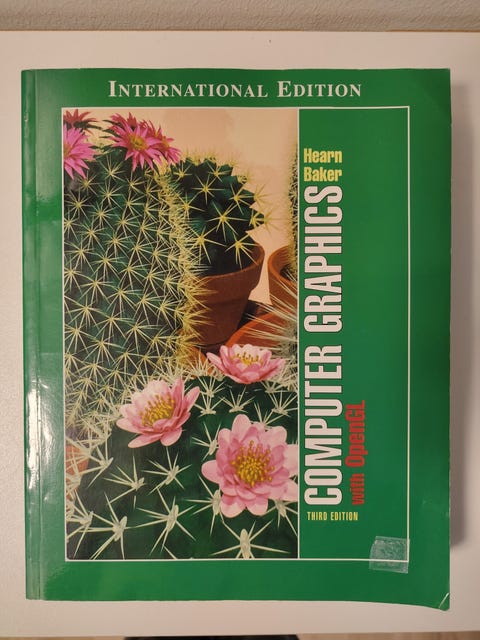 INTERNATIONAL EDITION
Hearn
Baker
COMPUTER GRAPHICS
with OpenGL
THIRD EDITION